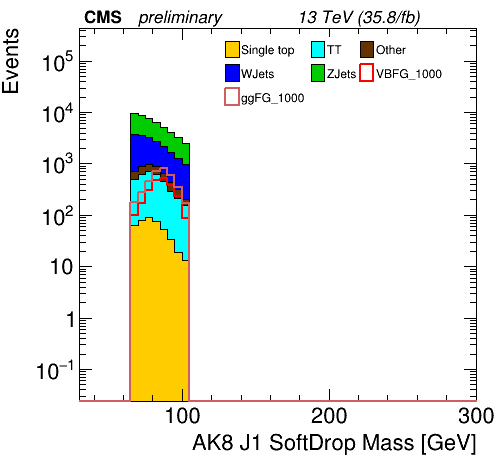 CMS preliminary 13 TeV (35.8/fb)
Events
Single top TT Other
WJets ZJets VBFG_1000
ggFG_1000
10^5
10^4
10^3
10^2
10
1
10^−1
100 200 300
AK8 J1 SoftDrop Mass [GeV]